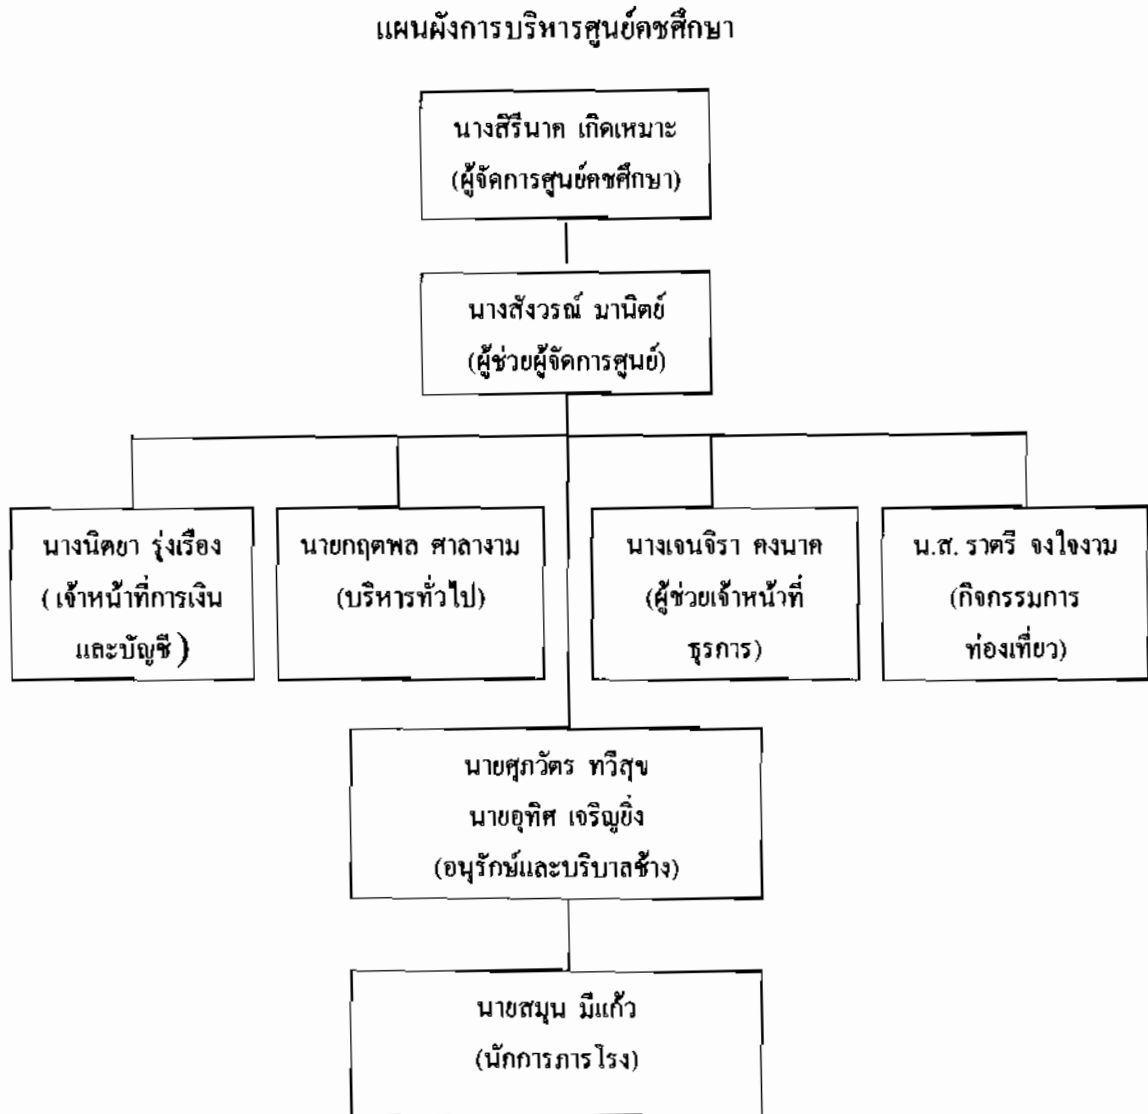 แผนผังการบริหารศูนย์คชศึกษา
นางสิรีนาค เกิดเหมาะ
(ผู้จัดการศูนย์คชศึกษา)
นางสังวรณ์ มานิตย์
(ผู้ช่วยผู้จัดการศูนย์)
นางนิตยา รุ่งเรือง
( เจ้าหน้าที่การเงิน
และบัญชี )
นายกฤตพล ศาลางาม
(บริหารทั่วไป)
นางเจนจิรา คงนาค
(ผู้ช่วยเจ้าหน้าที่
ธุรการ)
น.ส. ราตรี จงใจงาม
(กิจกรรมการ
ท่องเที่ยว)
นายศุภวัตร ทวีสุข
นายอุทิศ เจริญยิ่ง
(อนุรักษ์และบริบาลช้าง)
นายสมุน มีแก้ว
(นักการภารโรง)